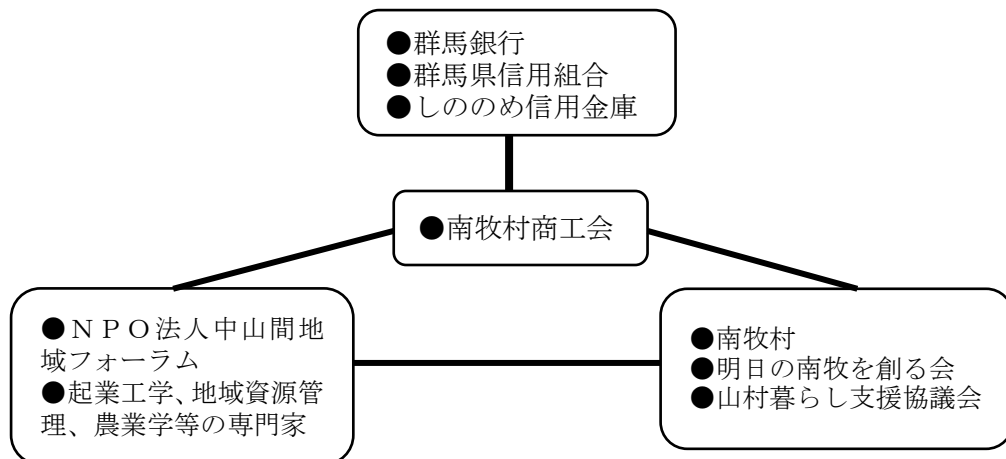 ●群馬銀行
●群馬県信用組合
●しののめ信用金庫
●南牧村商工会
●ＮＰＯ法人中山間地
域フォーラム
●起業工学、地域資源管
理、農業学等の専門家
●南牧村
●明日の南牧を創る会
●山村暮らし支援協議会